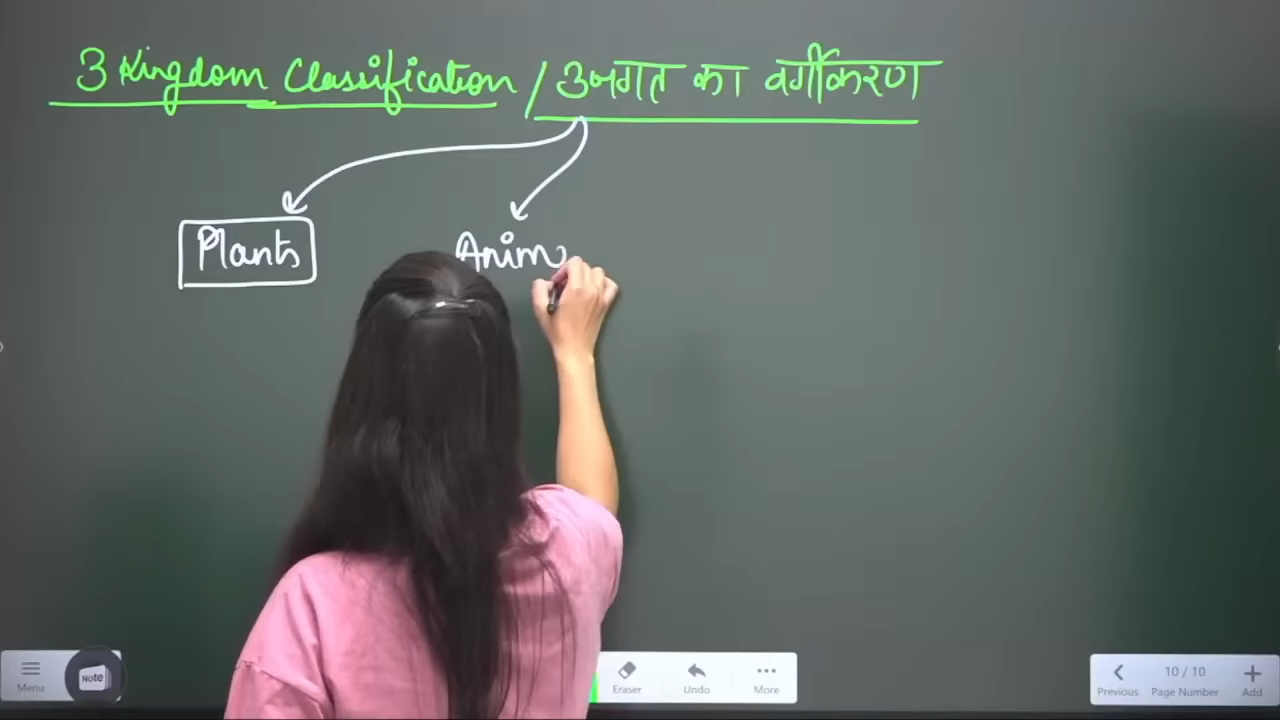 3 Kingdom Classification / 3 जगत का वर्गीकरण
Plants
Anim
Menu
Note
Eraser
Undo
More
Previous
10 / 10
Page Number
Add